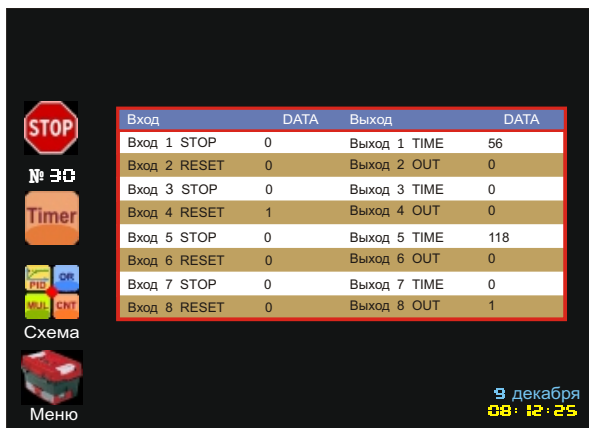 STOP
№ 30
Timer
PID OR
MUL CNT
Схема
Меню
Вход DATA Выход DATA
Вход 1 STOP 0 Выход 1 TIME 56
Вход 2 RESET 0 Выход 2 OUT 0
Вход 3 STOP 0 Выход 3 TIME 0
Вход 4 RESET 1 Выход 4 OUT 0
Вход 5 STOP 0 Выход 5 TIME 118
Вход 6 RESET 0 Выход 6 OUT 0
Вход 7 STOP 0 Выход 7 TIME 0
Вход 8 RESET 0 Выход 8 OUT 1
9 декабря
08:12:25